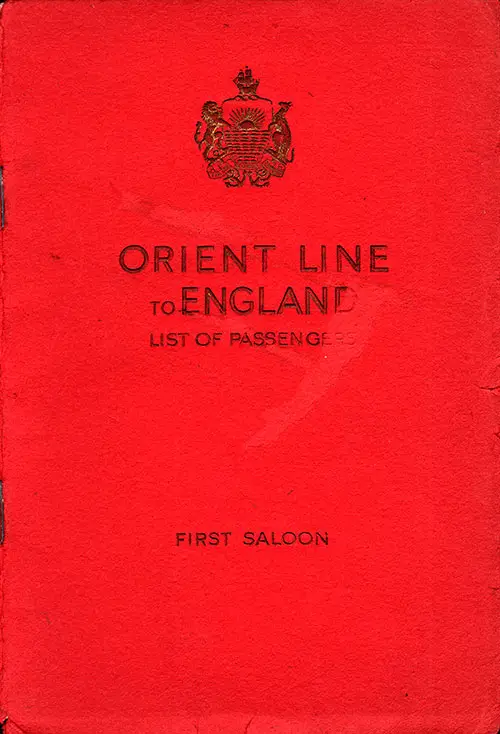 ORIENT LINE
TO ENGLAND
LIST OF PASSENGERS
FIRST SALOON